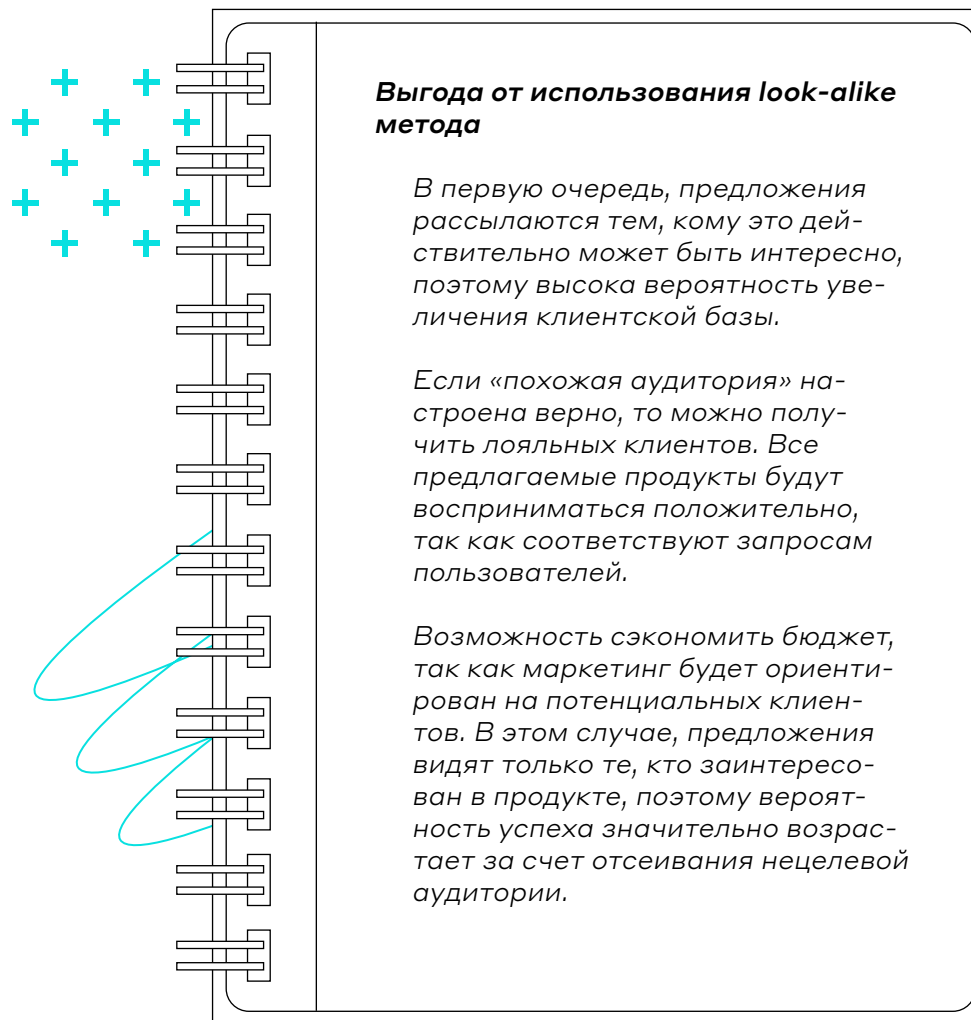 Выгода от использования look-alike
метода
В первую очередь, предложения
рассылаются тем, кому это дей-
ствительно может быть интересно,
поэтому высока вероятность уве-
личения клиентской базы.
Если «похожая аудитория» на-
строена верно, то можно полу-
чить лояльных клиентов. Все
предлагаемые продукты будут
восприниматься положительно,
так как соответствуют запросам
пользователей.
Возможность сэкономить бюджет,
так как маркетинг будет ориенти-
рован на потенциальных клиен-
тов. В этом случае, предложения
видят только те, кто заинтересо-
ван в продукте, поэтому вероят-
ность успеха значительно возрас-
тает за счет отсеивания нецелевой
аудитории.